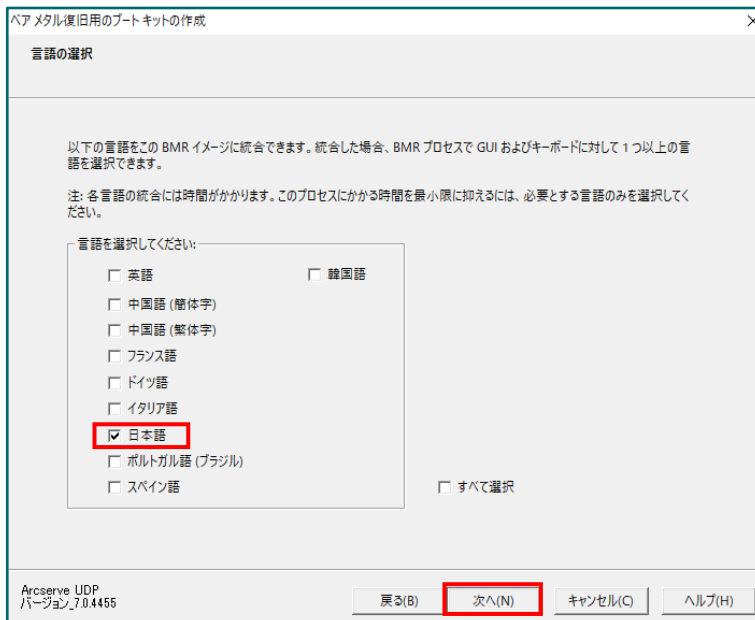 ベア メタル復旧用のブート キットの作成
言語の選択
以下の言語をこの BMR イメージに統合できます。統合した場合、BMR プロセスで GUI およびキーボードに対して 1 つ以上の言
語を選択できます。
注: 各言語の統合には時間がかかります。このプロセスにかかる時間を最小限に抑えるには、必要とする言語のみを選択してく
ださい。
言語を選択してください:
英語
韓国語
中国語 (簡体字)
中国語 (繁体字)
フランス語
ドイツ語
イタリア語
日本語
ポルトガル語 (ブラジル)
スペイン語
すべて選択
Arcserve UDP
バージョン_7.0.4455
戻る(B)
次へ(N)
キャンセル(C)
ヘルプ(H)